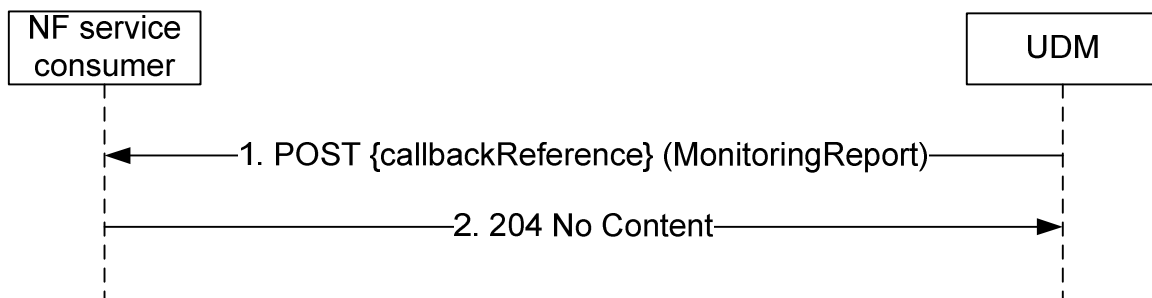 NF service
consumer
UDM
1. POST {callbackReference} (MonitoringReport)
2. 204 No Content